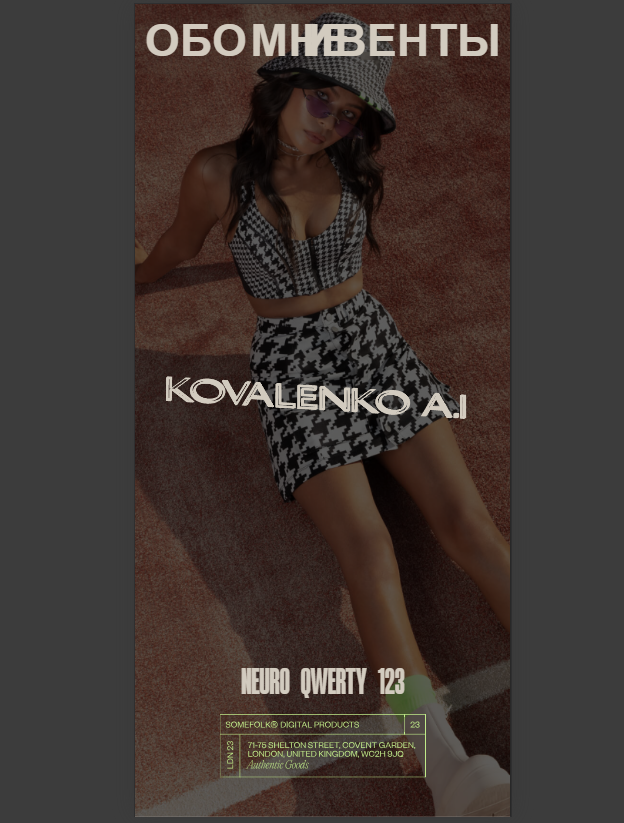 ОБО МНЕ ИВЕНТЫ
KOVALENKO A.I
NEURO QWERTY 123
SOMEFOLK® DIGITAL PRODUCTS 23
LDN 23
71-75 SHELTON STREET, COVENT GARDEN,
LONDON, UNITED KINGDOM, WC2H 9JQ
Authentic Goods